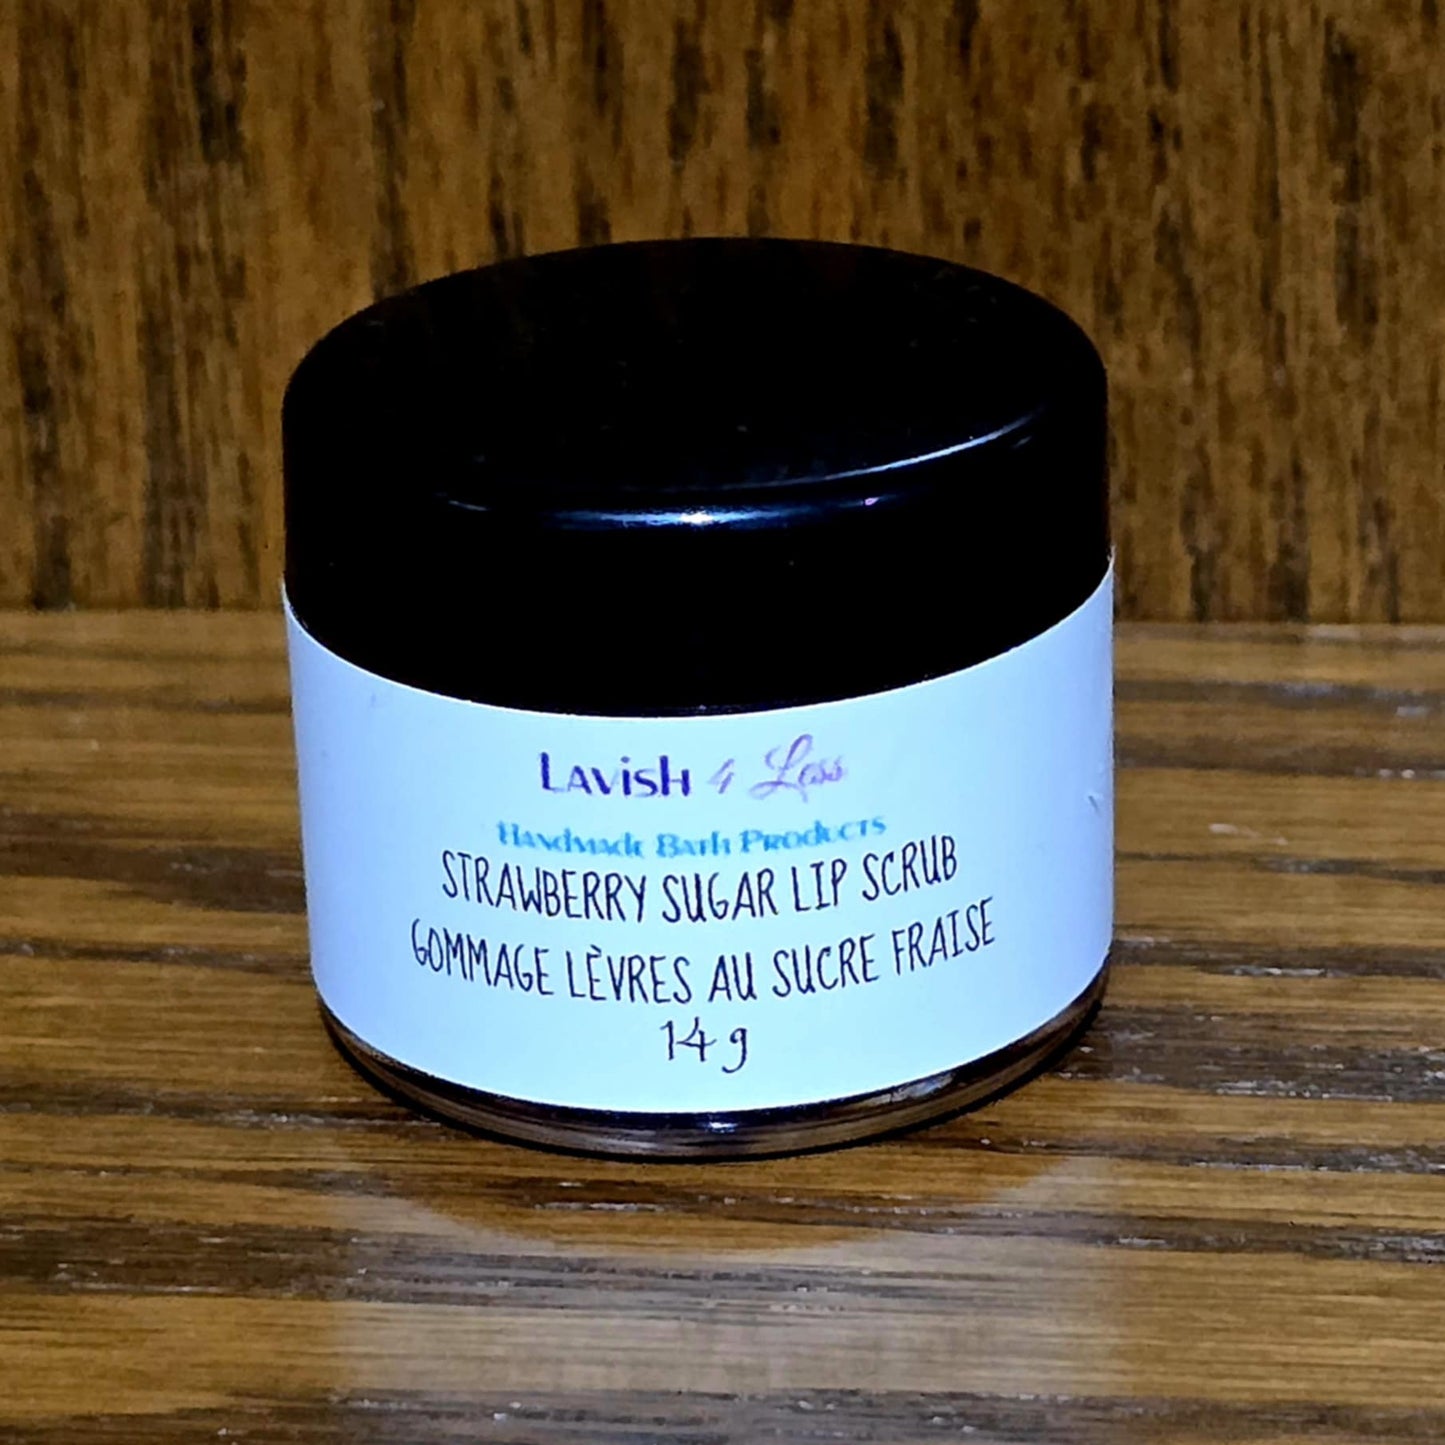 Lavish 4 Less
Handmade Bath Products
STRAWBERRY SUGAR LIP SCRUB
GOMMAGE LÈVRES AU SUCRE FRAISE
14 g